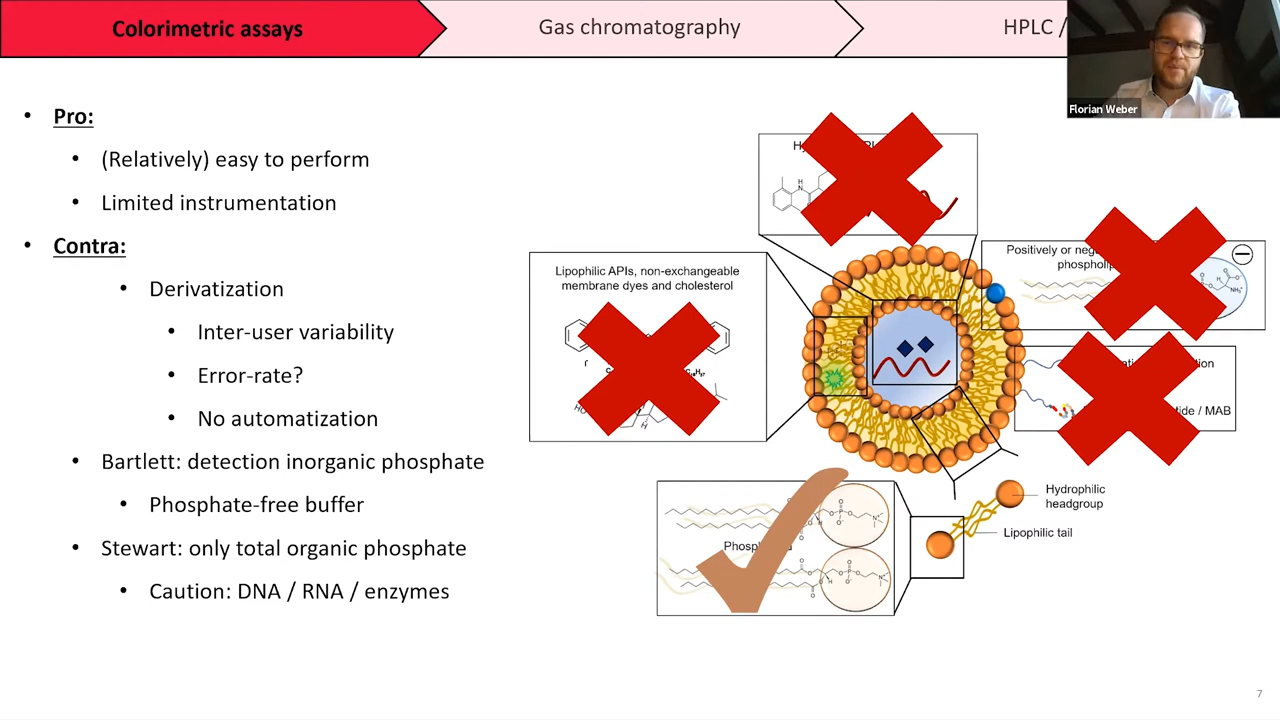 Colorimetric assays
Gas chromatography
HPLC /
Florian Weber
• Pro:
• (Relatively) easy to perform
• Limited instrumentation
• Contra:
• Derivatization
• Inter-user variability
• Error-rate?
• No automatization
• Bartlett: detection inorganic phosphate
• Phosphate-free buffer
• Stewart: only total organic phosphate
• Caution: DNA / RNA / enzymes
Lipophilic APIs, non-exchangeable
membrane dyes and cholesterol
Positively or
/ MAB
Hydrophilic
headgroup
Lipophilic tail
7